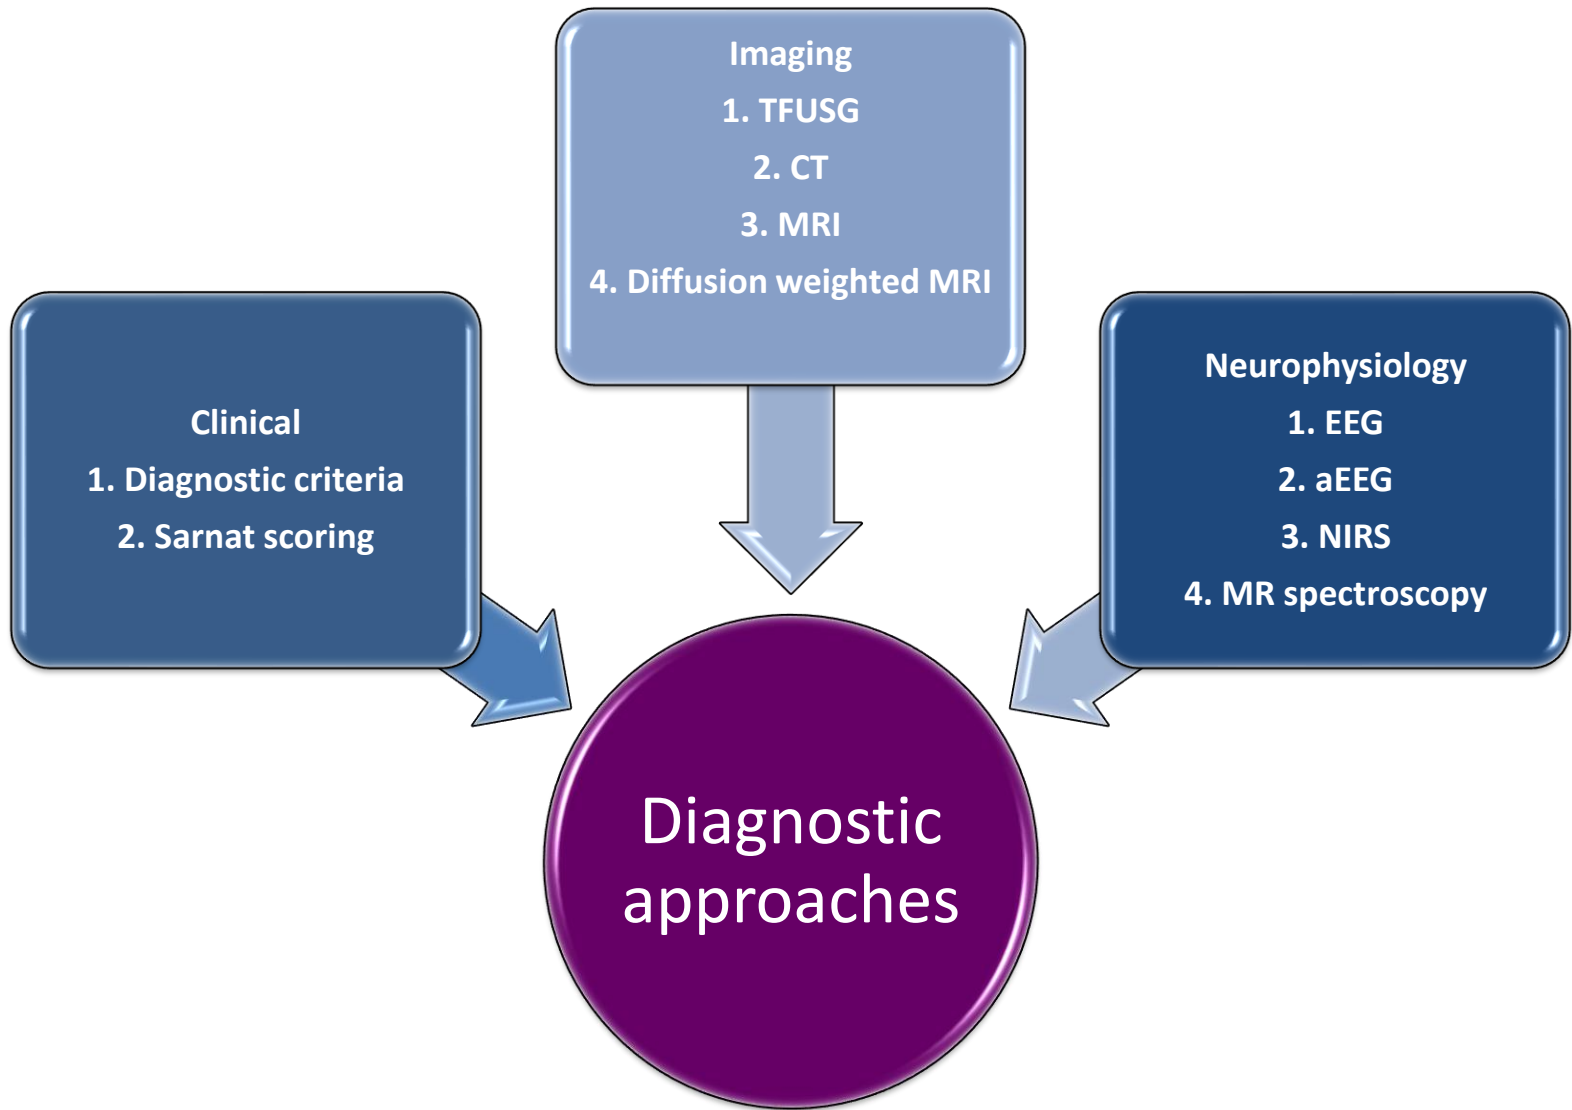 Imaging
1. TFUSG
2. CT
3. MRI
4. Diffusion weighted MRI
Clinical
1. Diagnostic criteria
2. Sarnat scoring
Neurophysiology
1. EEG
2. aEEG
3. NIRS
4. MR spectroscopy
Diagnostic
approaches